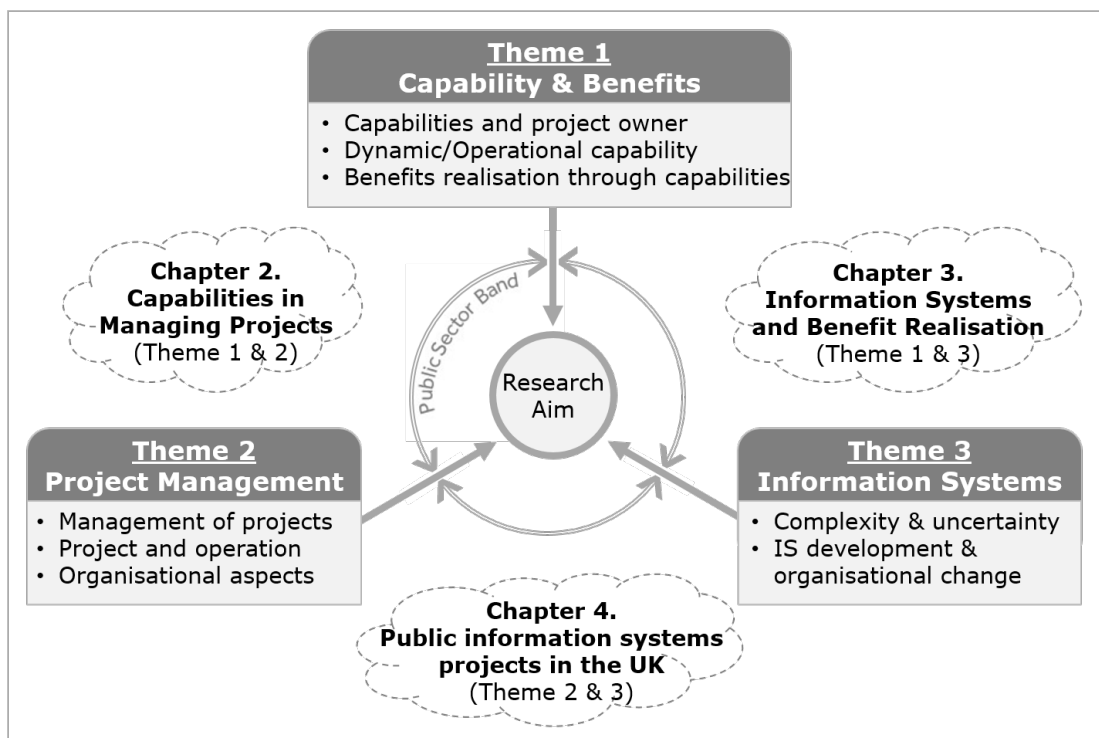 Theme 1
Capability & Benefits
• Capabilities and project owner
• Dynamic/Operational capability
• Benefits realisation through capabilities
Chapter 2.
Capabilities in
Managing Projects
(Theme 1 & 2)
Public Sector Band
Chapter 3.
Information Systems
and Benefit Realisation
(Theme 1 & 3)
Research
Aim
Theme 2
Project Management
• Management of projects
• Project and operation
• Organisational aspects
Theme 3
Information Systems
• Complexity & uncertainty
• IS development &
organisational change
Chapter 4.
Public information systems
projects in the UK
(Theme 2 & 3)